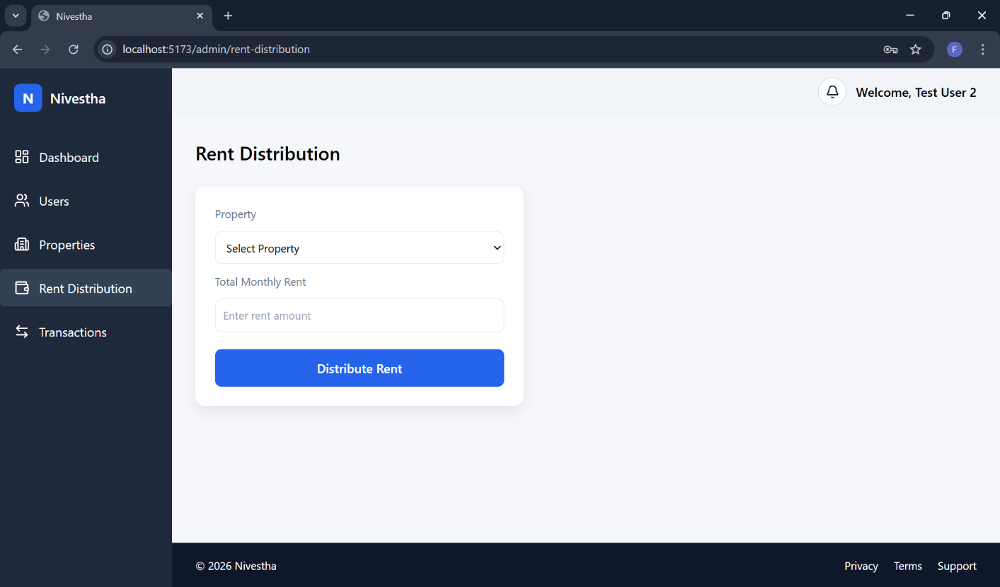 Nivestha
localhost:5173/admin/rent-distribution
F
N Nivestha
Welcome, Test User 2
Dashboard
Users
Properties
Rent Distribution
Transactions
Rent Distribution
Property
Select Property
Total Monthly Rent
Enter rent amount
Distribute Rent
© 2026 Nivestha
Privacy Terms Support